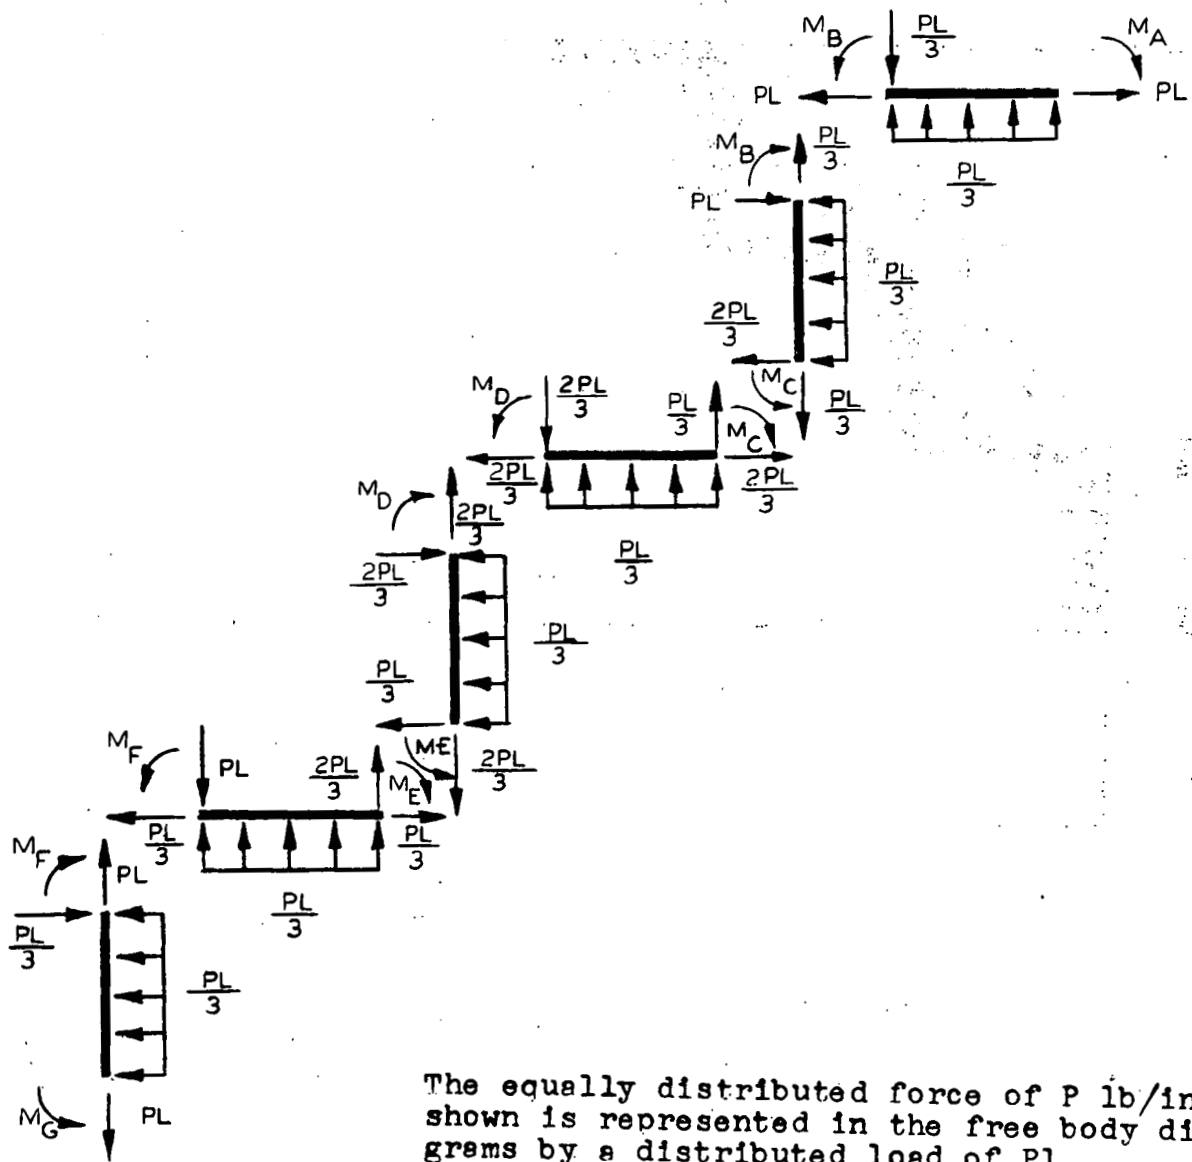 M_B
PL/3
M_A
PL
PL
PL/3
M_B
PL/3
PL
PL/3
2PL/3
M_C
PL/3
M_D
2PL/3
PL/3
M_C
2PL/3
2PL/3
PL/3
M_D
2PL/3
2PL/3
PL/3
PL/3
ME
2PL/3
M_F
PL
2PL/3
M_E
PL/3
PL/3
PL/3
M_F
PL
PL/3
PL/3
M_G
PL
The equally distributed force of P lb/in
shown is represented in the free body di
grams by a distributed load of Pl